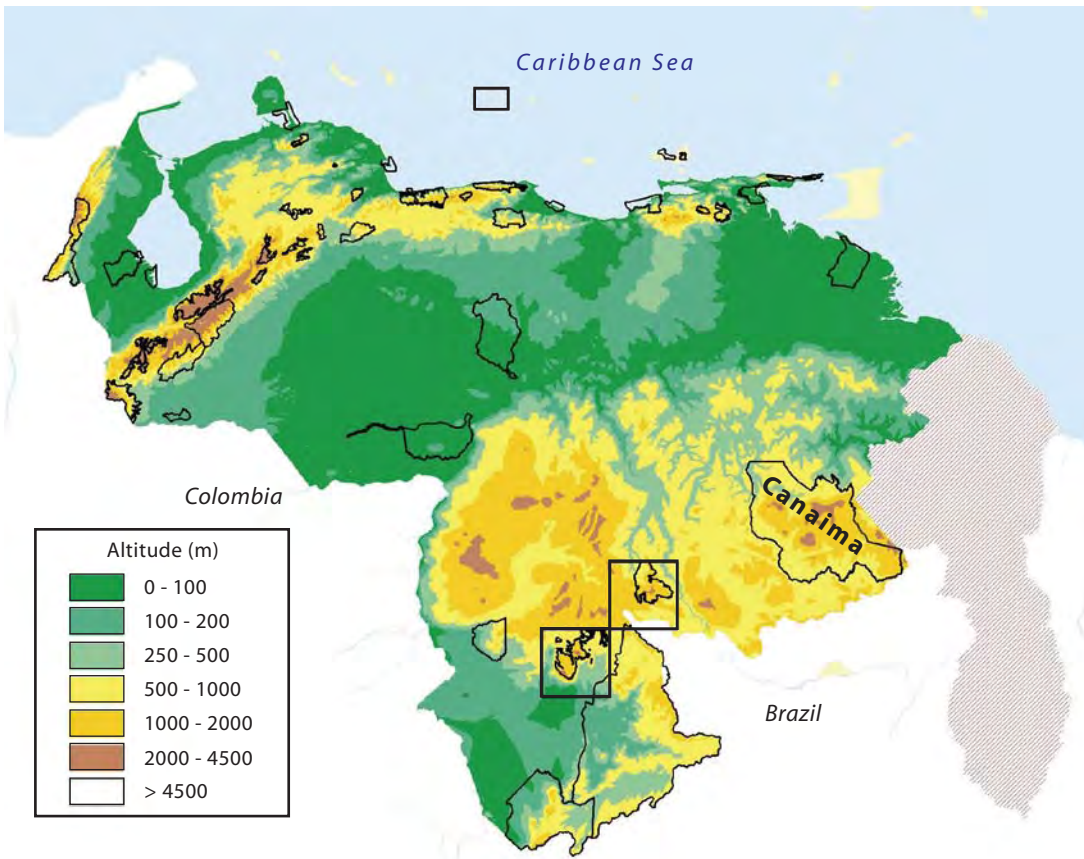 Caribbean Sea
Canaima
Colombia
Brazil
Altitude (m)
0 - 100
100 - 200
250 - 500
500 - 1000
1000 - 2000
2000 - 4500
> 4500